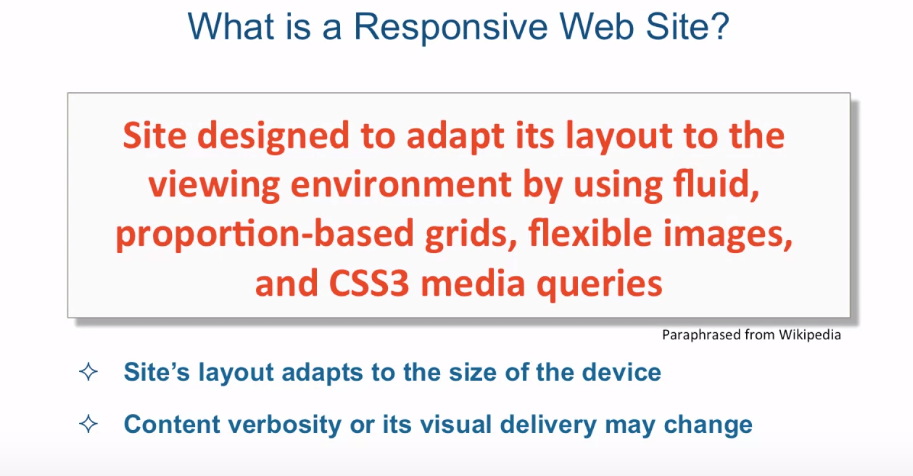 What is a Responsive Web Site?
Site designed to adapt its layout to the
viewing environment by using fluid,
proportion-based grids, flexible images,
and CSS3 media queries
Paraphrased from Wikipedia
Site’s layout adapts to the size of the device
Content verbosity or its visual delivery may change